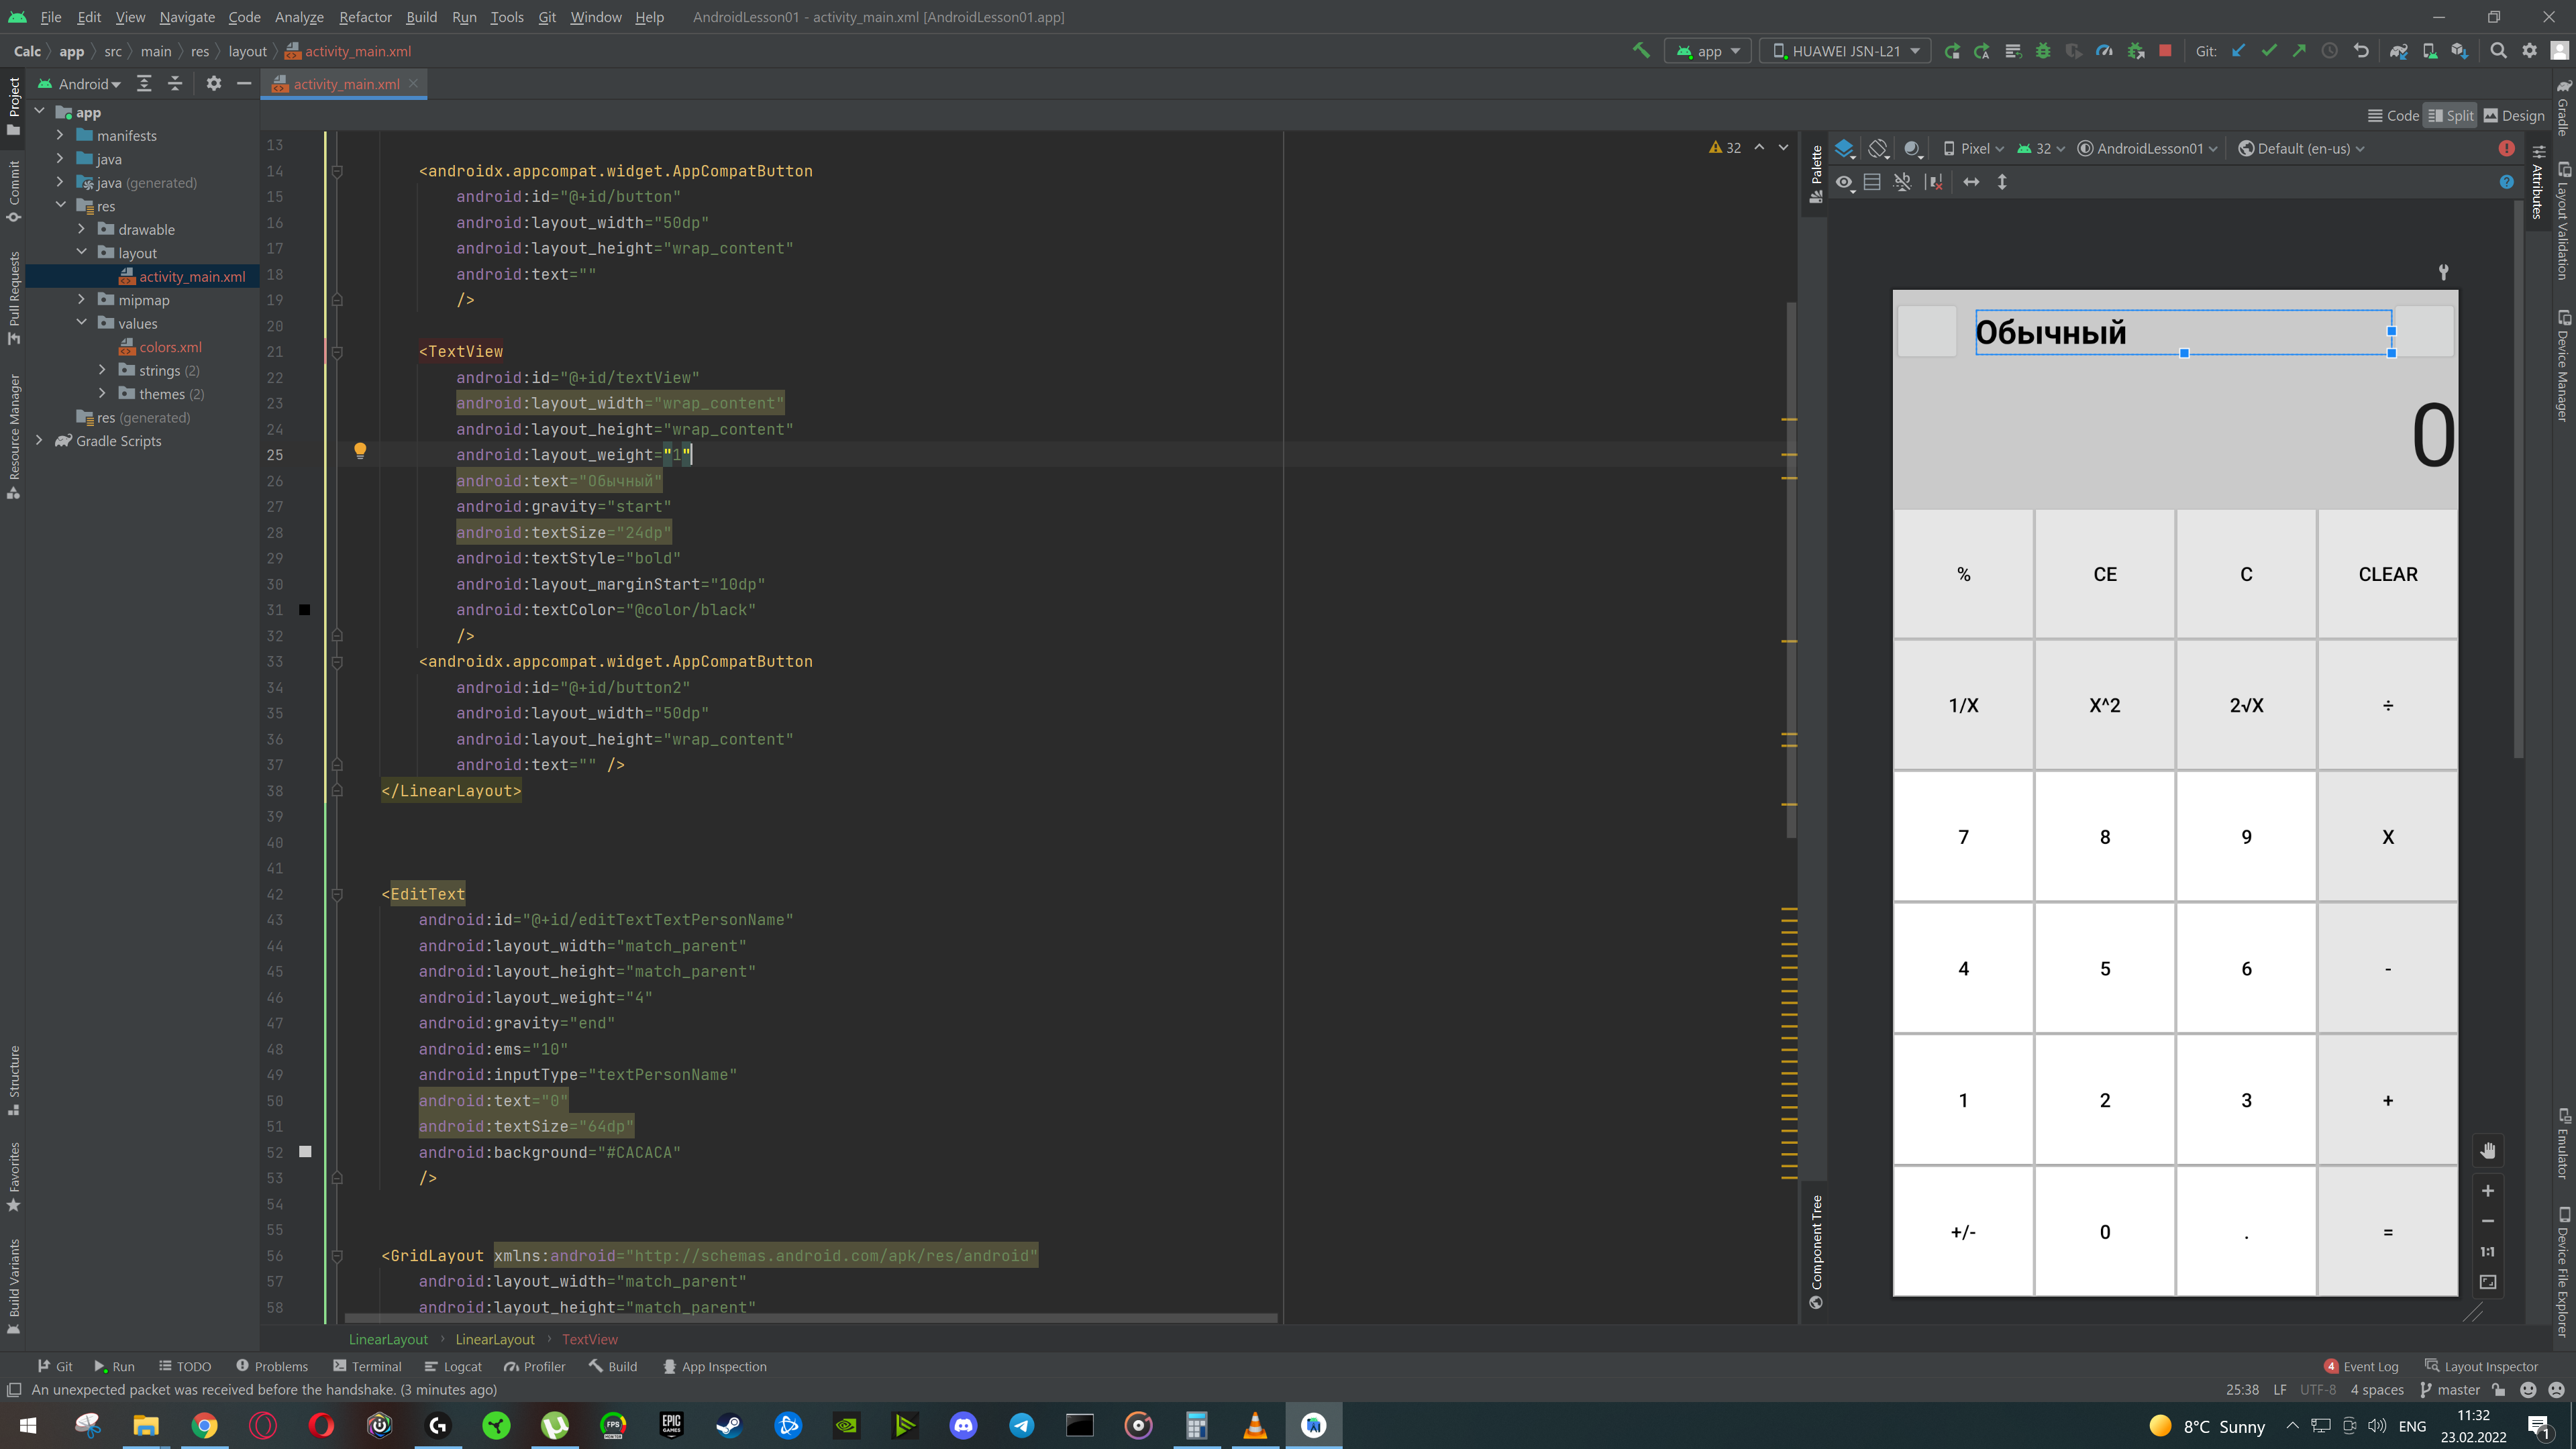 File Edit View Navigate Code Analyze Refactor Build Run Tools Git Window Help AndroidLesson01 - activity_main.xml [AndroidLesson01.app]
Calc app src main res layout activity_main.xml app HUAWEI JSN-L21 Git:
Android activity_main.xml
Code Split Design
Project
Commit
Pull Requests
Resource Manager
Structure
Favorites
Build Variants
app
manifests
java
java (generated)
res
drawable
layout
activity_main.xml
mipmap
values
colors.xml
strings (2)
themes (2)
res (generated)
Gradle Scripts
32
13
14 <androidx.appcompat.widget.AppCompatButton
15 android:id="@+id/button"
16 android:layout_width="50dp"
17 android:layout_height="wrap_content"
18 android:text=""
19 />
20
21 <TextView
22 android:id="@+id/textView"
23 android:layout_width="wrap_content"
24 android:layout_height="wrap_content"
25 android:layout_weight="1"
26 android:text="Обычный"
27 android:gravity="start"
28 android:textSize="24dp"
29 android:textStyle="bold"
30 android:layout_marginStart="10dp"
31 android:textColor="@color/black"
32 />
33 <androidx.appcompat.widget.AppCompatButton
34 android:id="@+id/button2"
35 android:layout_width="50dp"
36 android:layout_height="wrap_content"
37 android:text="" />
38 </LinearLayout>
39
40
41
42 <EditText
43 android:id="@+id/editTextTextPersonName"
44 android:layout_width="match_parent"
45 android:layout_height="match_parent"
46 android:layout_weight="4"
47 android:gravity="end"
48 android:ems="10"
49 android:inputType="textPersonName"
50 android:text="0"
51 android:textSize="64dp"
52 android:background="#CACACA"
53 />
54
55
56 <GridLayout xmlns:android="http://schemas.android.com/apk/res/android"
57 android:layout_width="match_parent"
58 android:layout_height="match_parent"
LinearLayout LinearLayout TextView
Palette
Component Tree
Pixel 32 AndroidLesson01 Default (en-us)
Обычный
0
% CE C CLEAR
1/X X^2 2√X ÷
7 8 9 X
4 5 6 -
1 2 3 +
+/- 0 . =
1:1
Attributes
Gradle
Layout Validation
Device Manager
Emulator
Device File Explorer
Git Run TODO Problems Terminal Logcat Profiler Build App Inspection 4 Event Log Layout Inspector
An unexpected packet was received before the handshake. (3 minutes ago) 25:38 LF UTF-8 4 spaces master
FPS MONITOR EPIC GAMES 8°C Sunny ENG 11:32
23.02.2022 1